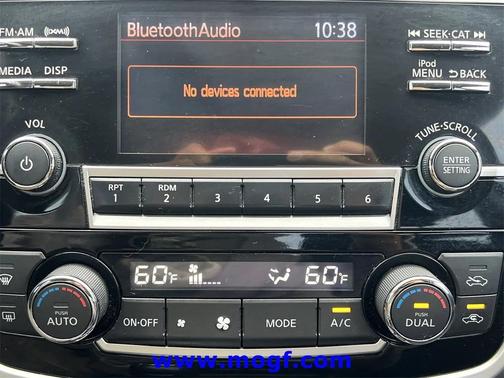 BluetoothAudio 10:38
No devices connected
FM·AM
MEDIA DISP
SEEK·CAT
iPod
MENU BACK
VOL
TUNE·SCROLL
ENTER
SETTING
RPT RDM
1 2 3 4 5 6
60°F 60°F
PUSH
AUTO
ON·OFF MODE A/C
PUSH
DUAL
www.mogf.com